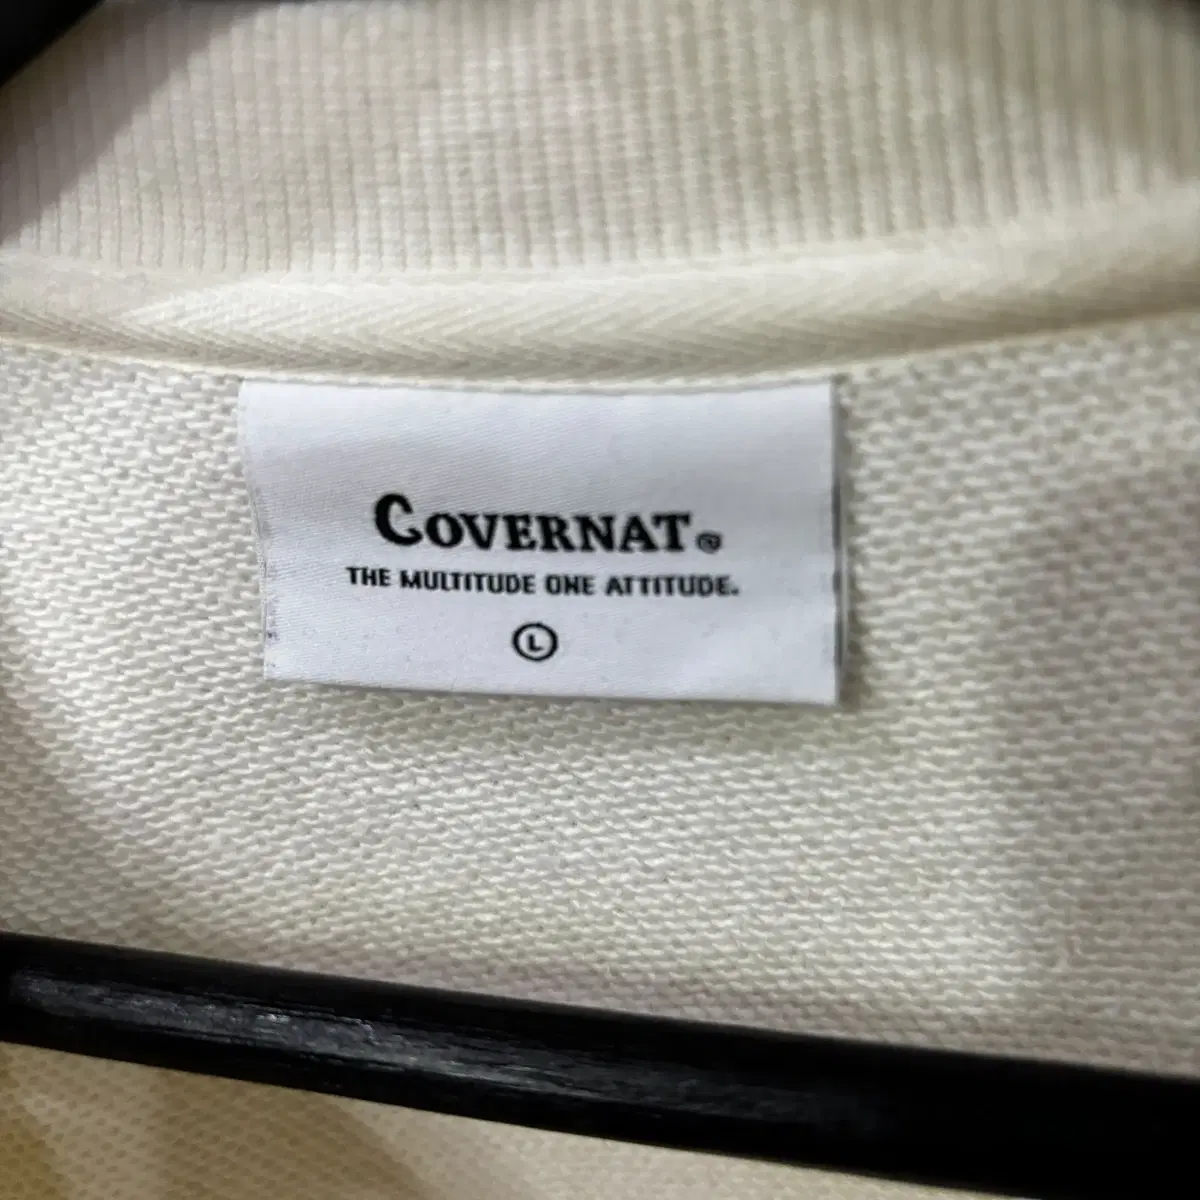 COVERNAT®
THE MULTITUDE ONE ATTITUDE.
L